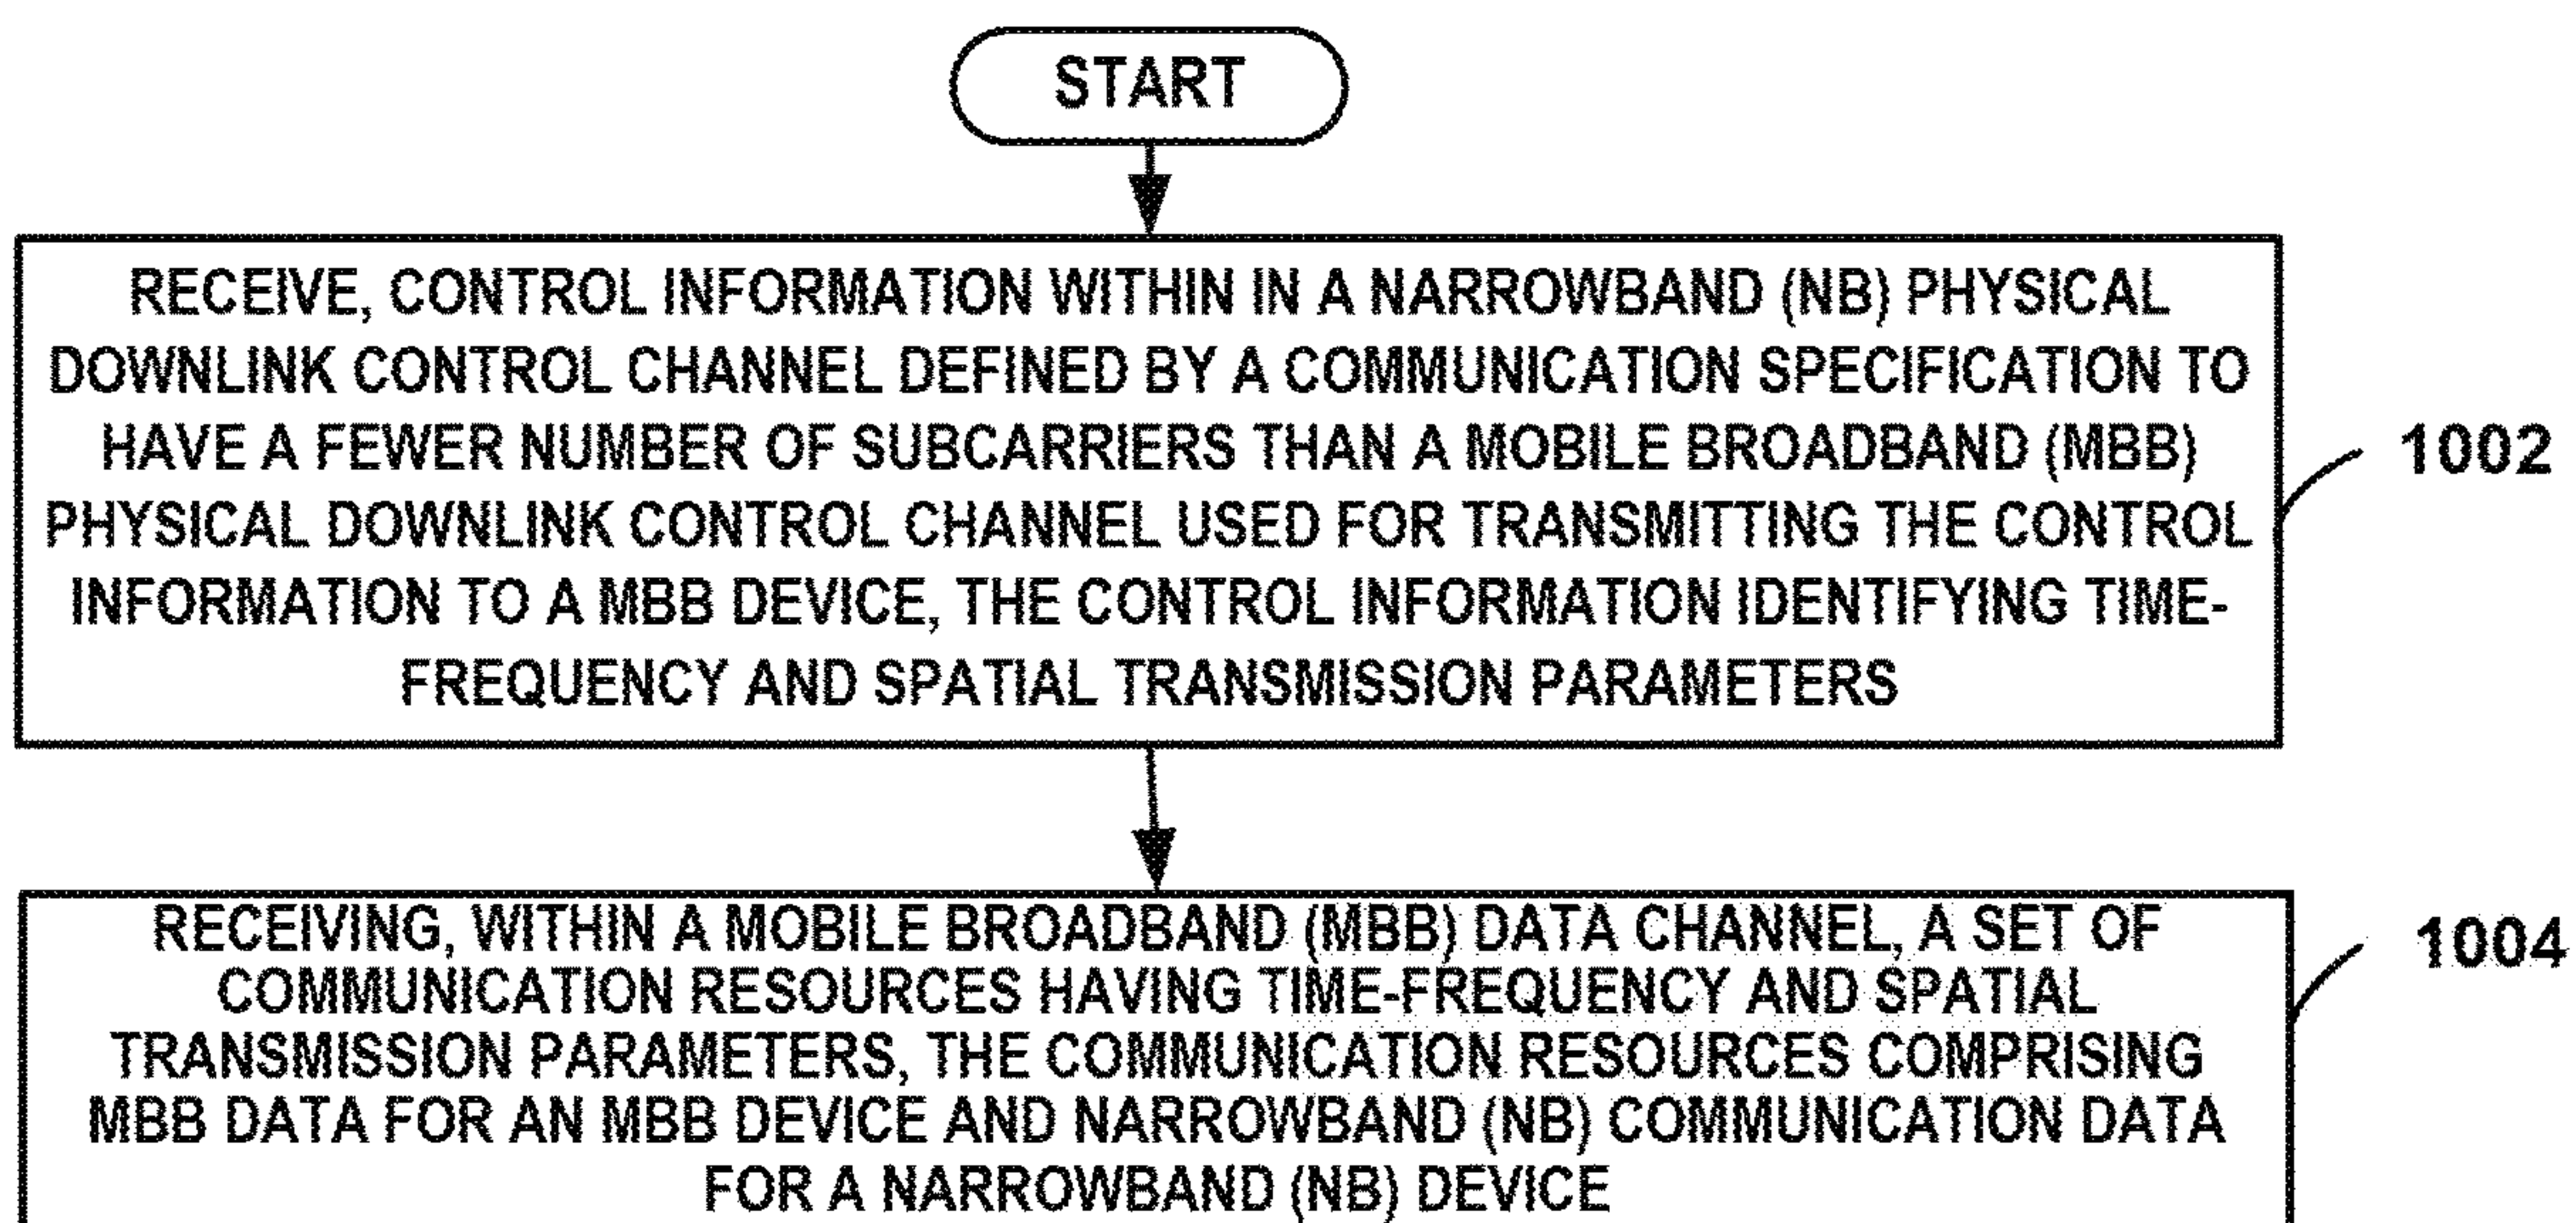 START
RECEIVE, CONTROL INFORMATION WITHIN IN A NARROWBAND (NB) PHYSICAL
DOWNLINK CONTROL CHANNEL DEFINED BY A COMMUNICATION SPECIFICATION TO
HAVE A FEWER NUMBER OF SUBCARRIERS THAN A MOBILE BROADBAND (MBB)
PHYSICAL DOWNLINK CONTROL CHANNEL USED FOR TRANSMITTING THE CONTROL
INFORMATION TO A MBB DEVICE, THE CONTROL INFORMATION IDENTIFYING TIME-
FREQUENCY AND SPATIAL TRANSMISSION PARAMETERS
1002
RECEIVING, WITHIN A MOBILE BROADBAND (MBB) DATA CHANNEL, A SET OF
COMMUNICATION RESOURCES HAVING TIME-FREQUENCY AND SPATIAL
TRANSMISSION PARAMETERS, THE COMMUNICATION RESOURCES COMPRISING
MBB DATA FOR AN MBB DEVICE AND NARROWBAND (NB) COMMUNICATION DATA
FOR A NARROWBAND (NB) DEVICE
1004